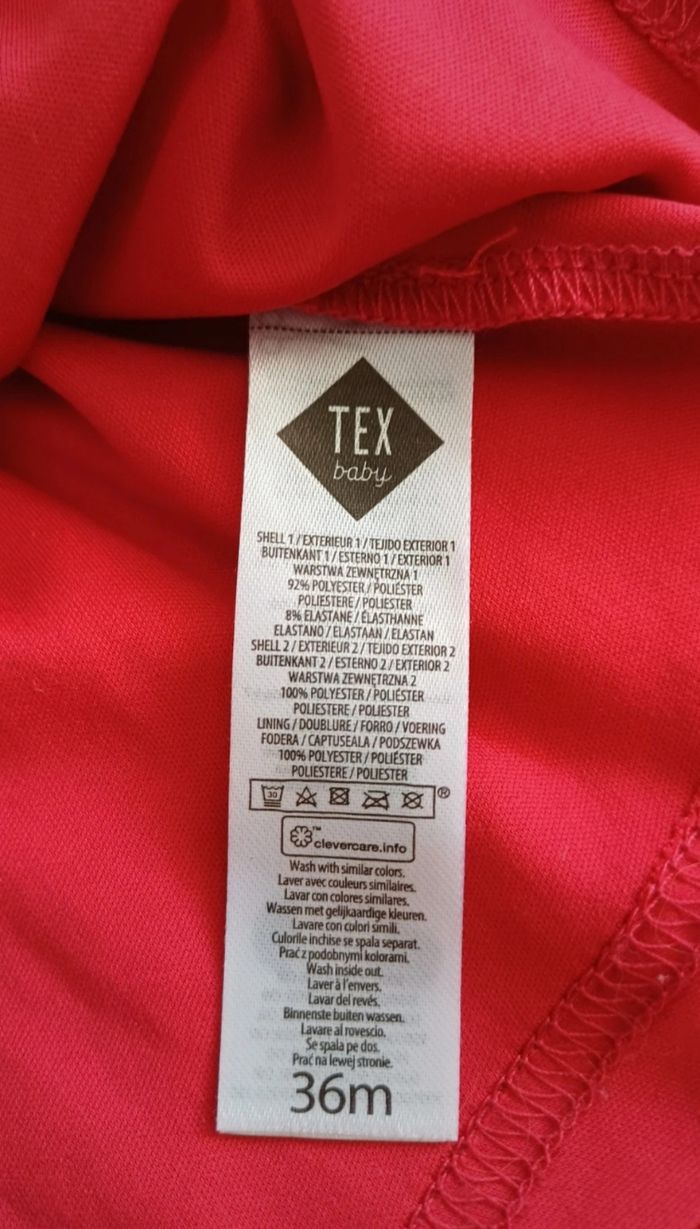 TEX
baby
SHELL 1 / EXTERIEUR 1 / TEJIDO EXTERIOR 1
BUITENKANT 1 / ESTERNO 1 / EXTERIOR 1
WARSTWA ZEWNĘTRZNA 1
92% POLYESTER / POLIÉSTER
POLIESTERE / POLIESTER
8% ELASTANE / ÉLASTHANNE
ELASTANO / ELASTAAN / ELASTAN
SHELL 2 / EXTERIEUR 2 / TEJIDO EXTERIOR 2
BUITENKANT 2 / ESTERNO 2 / EXTERIOR 2
WARSTWA ZEWNĘTRZNA 2
100% POLYESTER / POLIÉSTER
POLIESTERE / POLIESTER
LINING / DOUBLURE / FORRO / VOERING
FODERA / CAPTUSEALA / PODSZEWKA
100% POLYESTER / POLIÉSTER
POLIESTERE / POLIESTER
30 ®
™ clevercare.info
Wash with similar colors.
Laver avec couleurs similaires.
Lavar con colores similares.
Wassen met gelijkaardige kleuren.
Lavare con colori simili.
Culorile inchise se spala separat.
Prać z podobnymi kolorami.
Wash inside out.
Laver à l'envers.
Lavar del revés.
Binnenste buiten wassen.
Lavare al rovescio.
Se spala pe dos.
Prać na lewej stronie.
36m